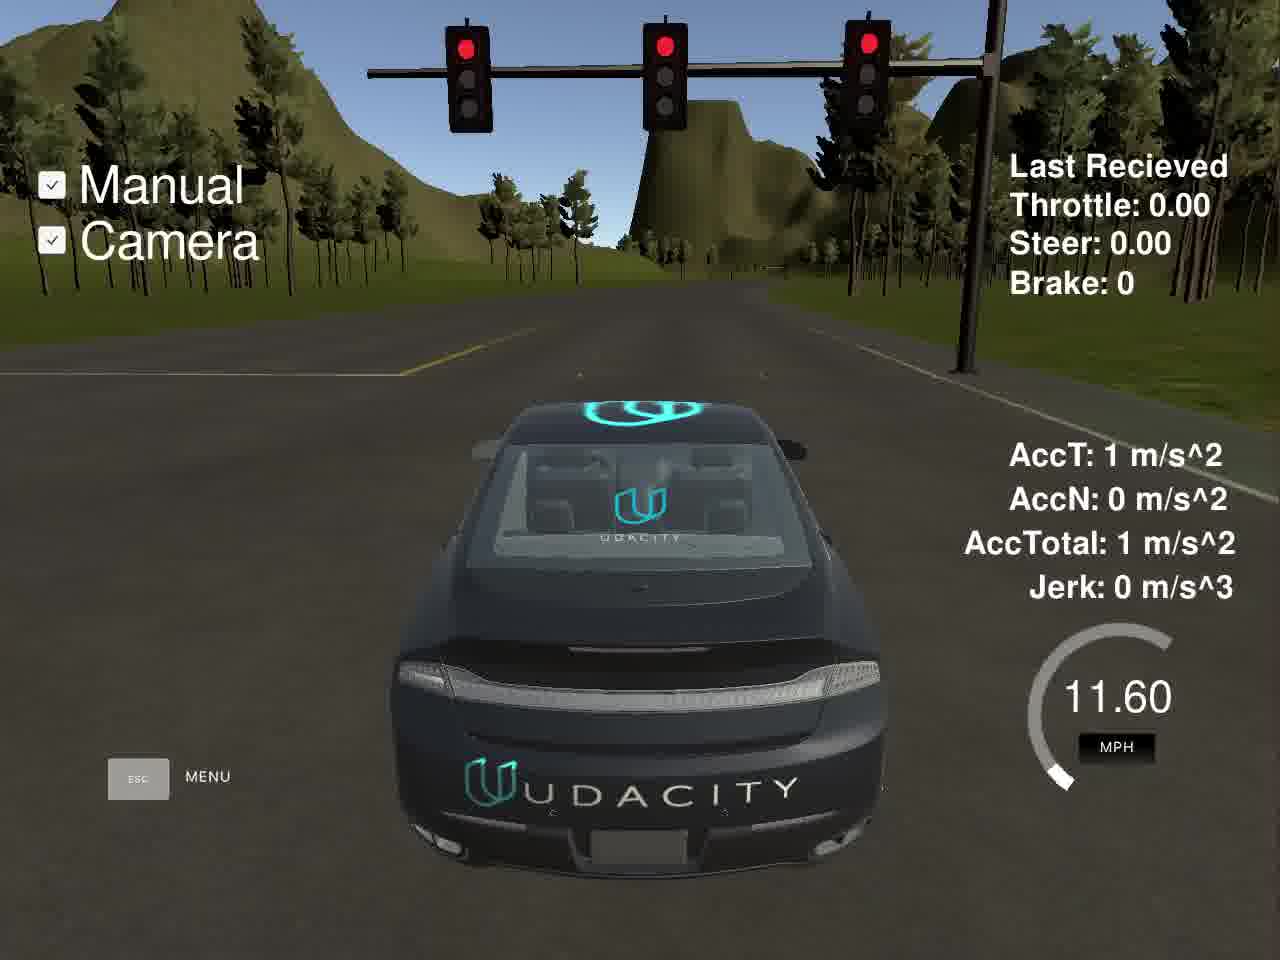 Manual
Camera
Last Recieved
Throttle: 0.00
Steer: 0.00
Brake: 0
AccT: 1 m/s^2
AccN: 0 m/s^2
AccTotal: 1 m/s^2
Jerk: 0 m/s^3
11.60
MPH
ESC MENU
UDACITY
UDACITY